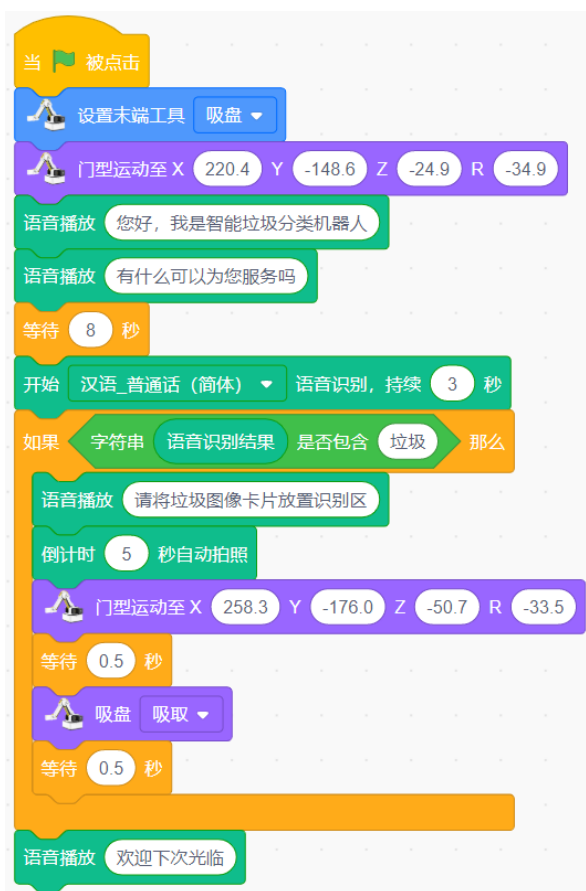 当 被点击
设置末端工具 吸盘
门型运动至 X 220.4 Y -148.6 Z -24.9 R -34.9
语音播放 您好，我是智能垃圾分类机器人
语音播放 有什么可以为您服务吗
等待 8 秒
开始 汉语_普通话（简体） 语音识别，持续 3 秒
如果 字符串 语音识别结果 是否包含 垃圾 那么
语音播放 请将垃圾图像卡片放置识别区
倒计时 5 秒自动拍照
门型运动至 X 258.3 Y -176.0 Z -50.7 R -33.5
等待 0.5 秒
吸盘 吸取
等待 0.5 秒
语音播放 欢迎下次光临